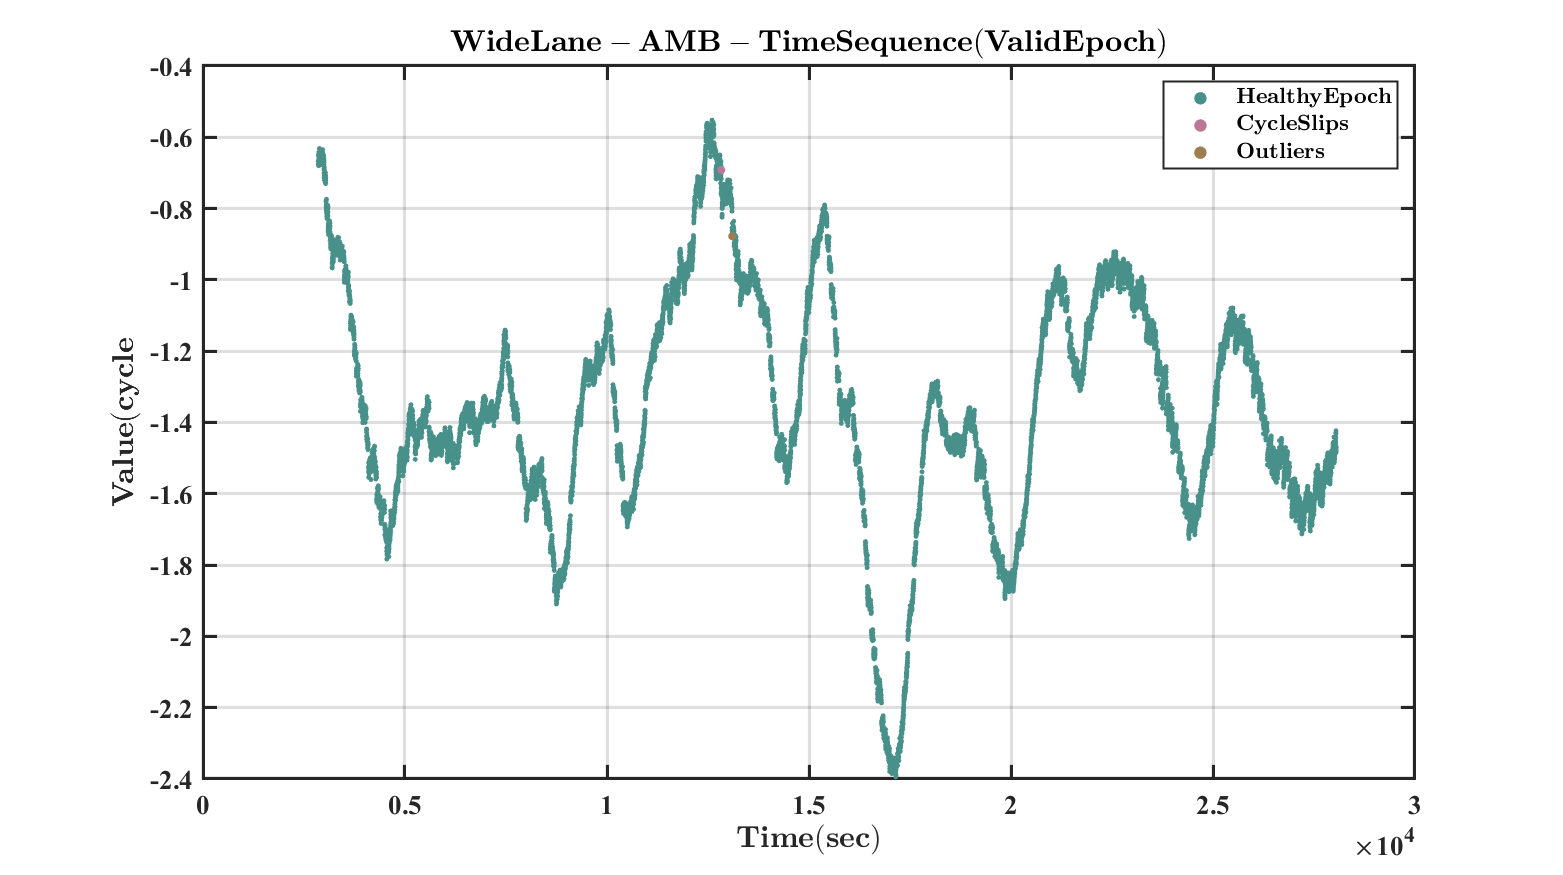 WideLane – AMB – TimeSequence(ValidEpoch)
-0.4
-0.6
-0.8
-1
-1.2
-1.4
-1.6
-1.8
-2
-2.2
-2.4
Value(cycle
HealthyEpoch
CycleSlips
Outliers
0 0.5 1 1.5 2 2.5 3
Time(sec)
×10⁴